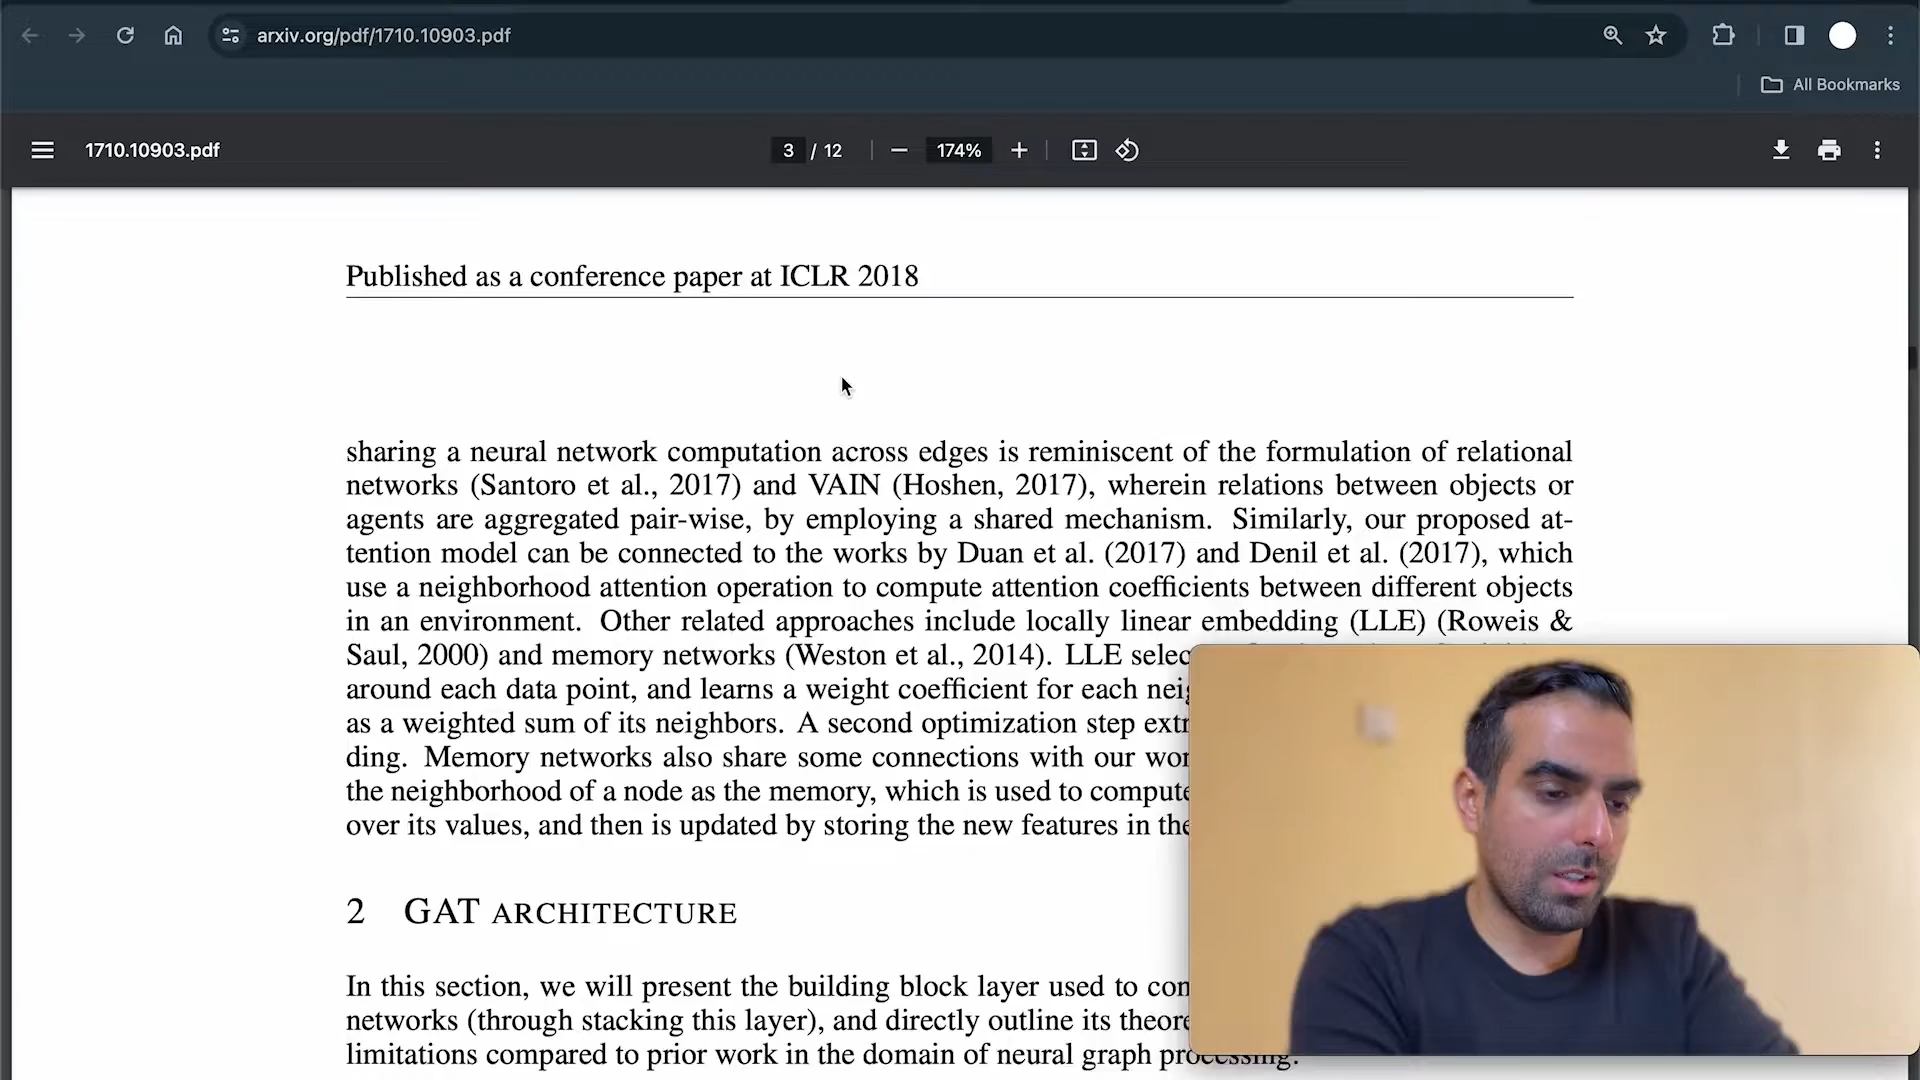 arxiv.org/pdf/1710.10903.pdf
All Bookmarks
1710.10903.pdf
3 / 12
174%
Published as a conference paper at ICLR 2018
sharing a neural network computation across edges is reminiscent of the formulation of relational
networks (Santoro et al., 2017) and VAIN (Hoshen, 2017), wherein relations between objects or
agents are aggregated pair-wise, by employing a shared mechanism. Similarly, our proposed at-
tention model can be connected to the works by Duan et al. (2017) and Denil et al. (2017), which
use a neighborhood attention operation to compute attention coefficients between different objects
in an environment. Other related approaches include locally linear embedding (LLE) (Roweis &
Saul, 2000) and memory networks (Weston et al., 2014). LLE
around each data point, and learns a weight coefficient for each
as a weighted sum of its neighbors. A second optimization step
ding. Memory networks also share some connections with our
the neighborhood of a node as the memory, which is used to compute
over its values, and then is updated by storing the new features in the
2 GAT ARCHITECTURE
In this section, we will present the building block layer used to
networks (through stacking this layer), and directly outline its
limitations compared to prior work in the domain of neural graph processing.